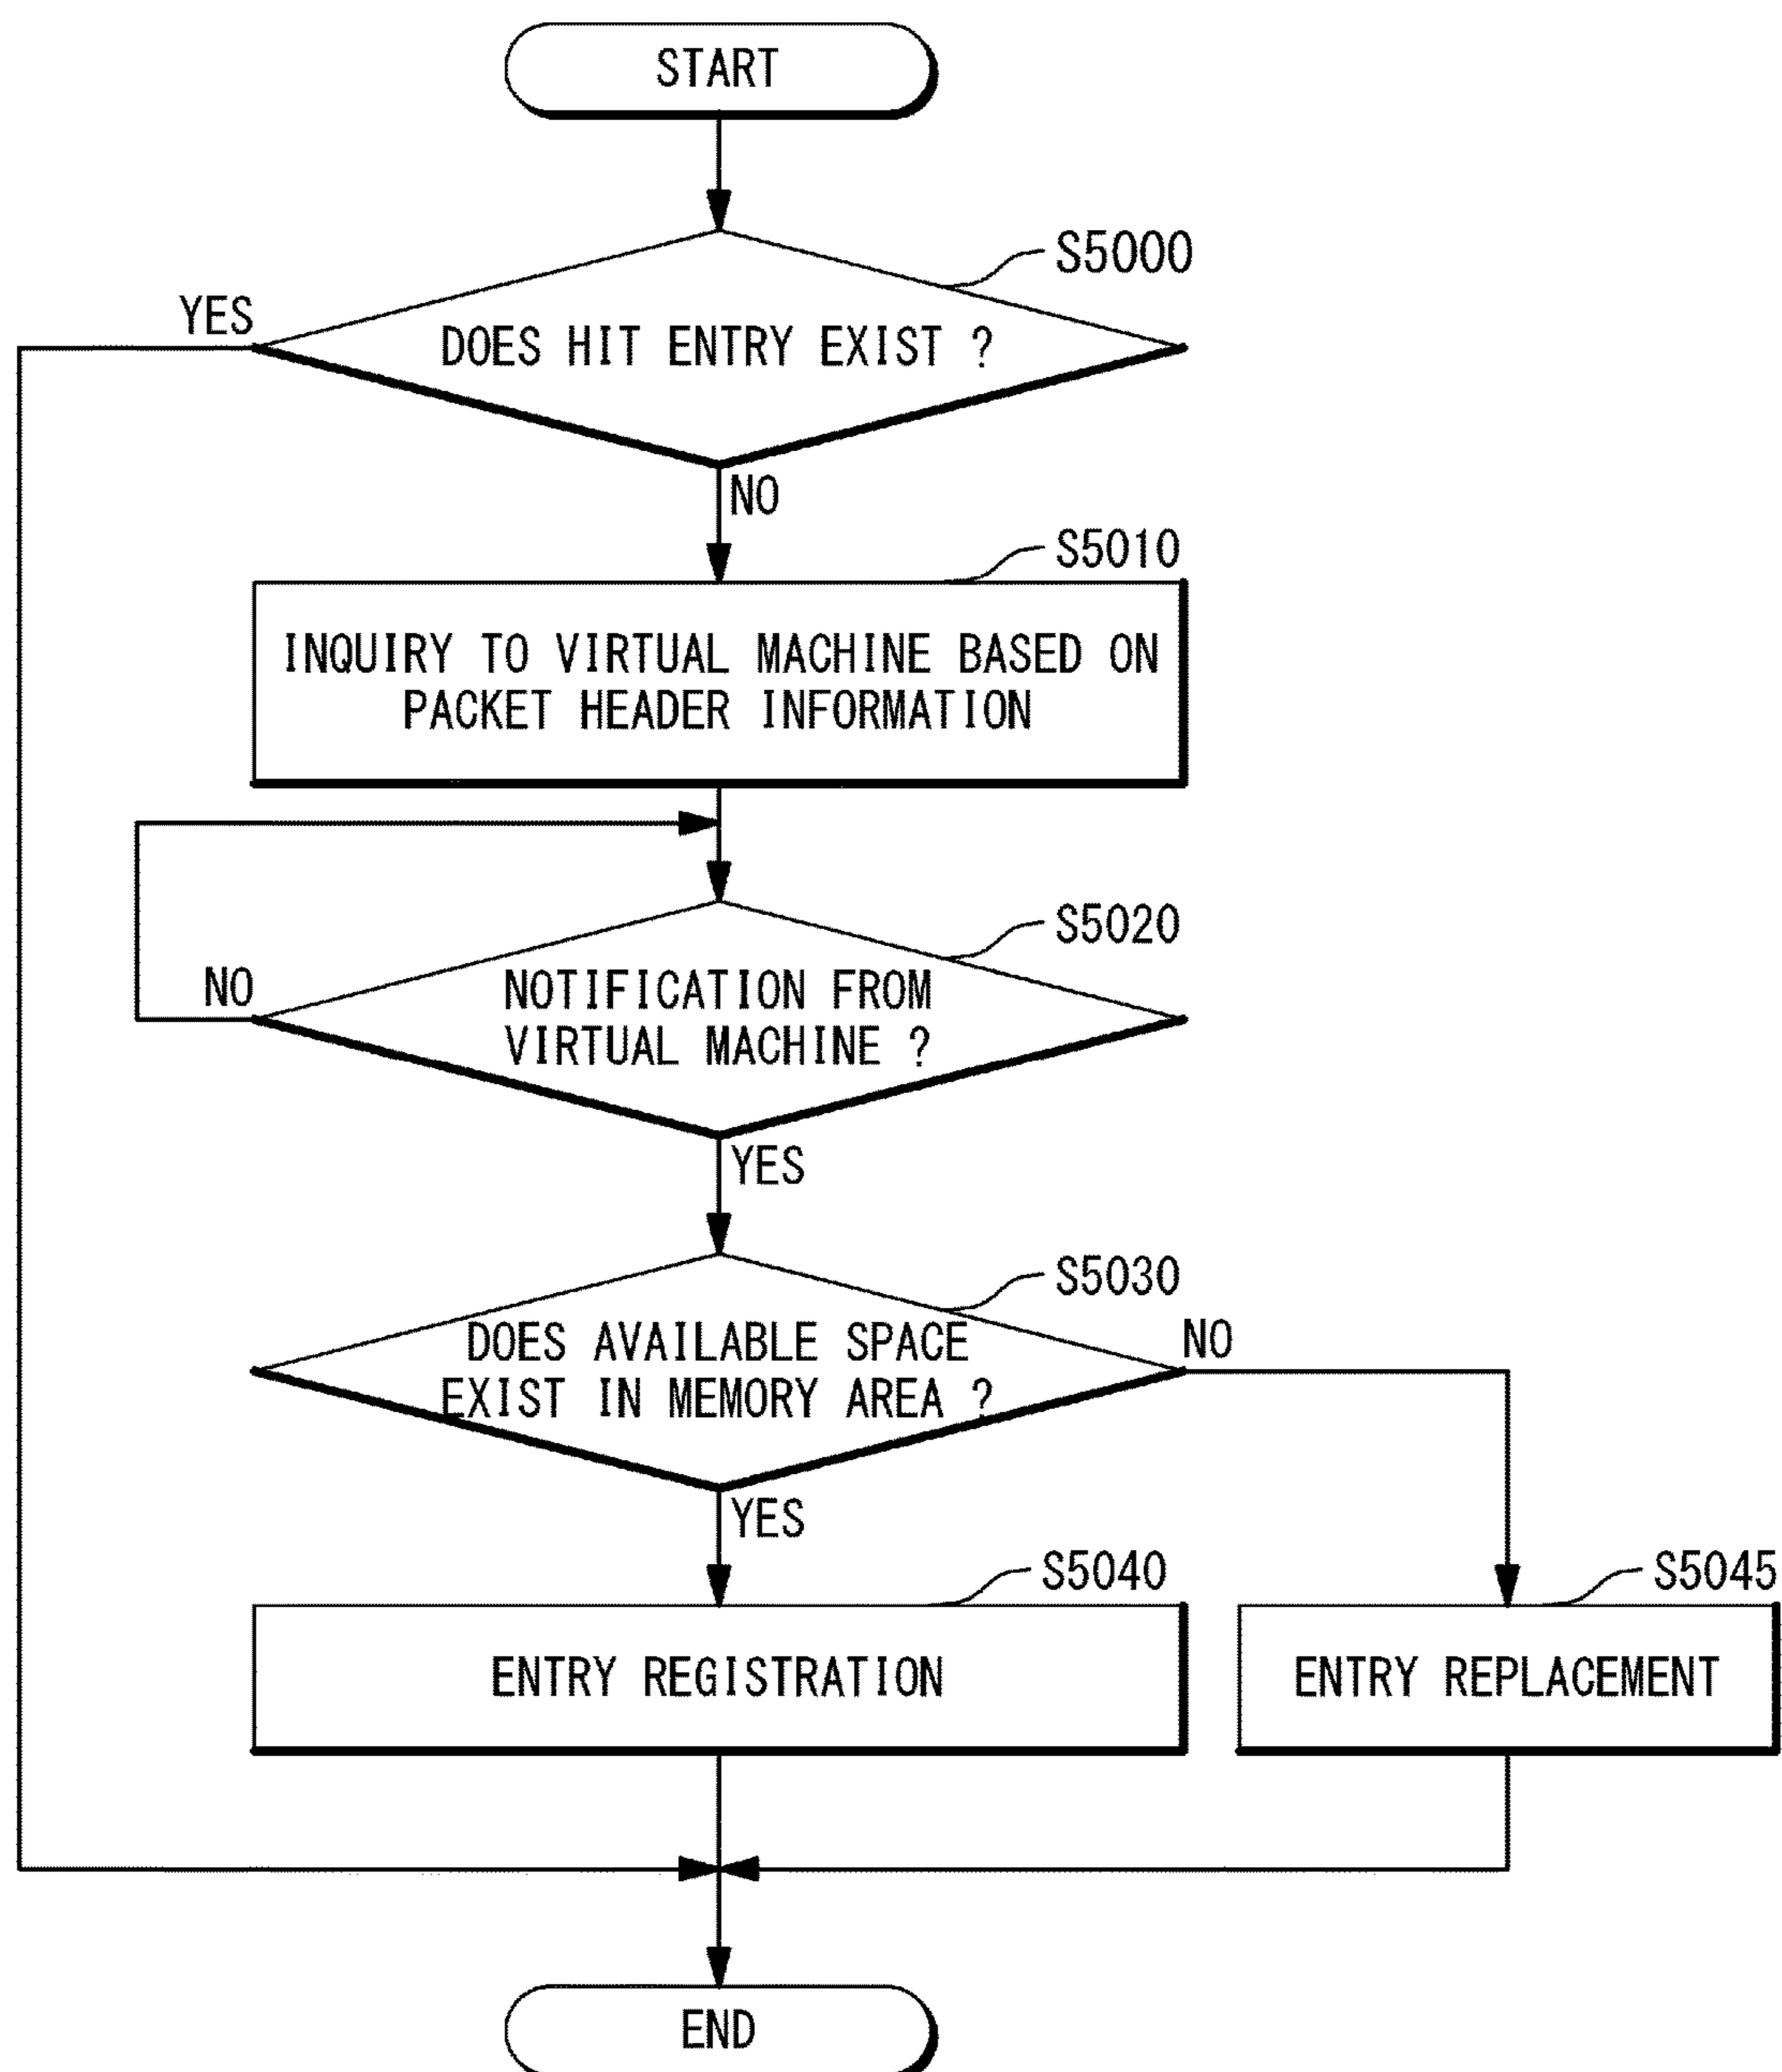 START
S5000
YES
DOES HIT ENTRY EXIST ?
NO
S5010
INQUIRY TO VIRTUAL MACHINE BASED ON
PACKET HEADER INFORMATION
S5020
NO
NOTIFICATION FROM
VIRTUAL MACHINE ?
YES
S5030
DOES AVAILABLE SPACE
EXIST IN MEMORY AREA ?
NO
YES
S5040
S5045
ENTRY REGISTRATION
ENTRY REPLACEMENT
END